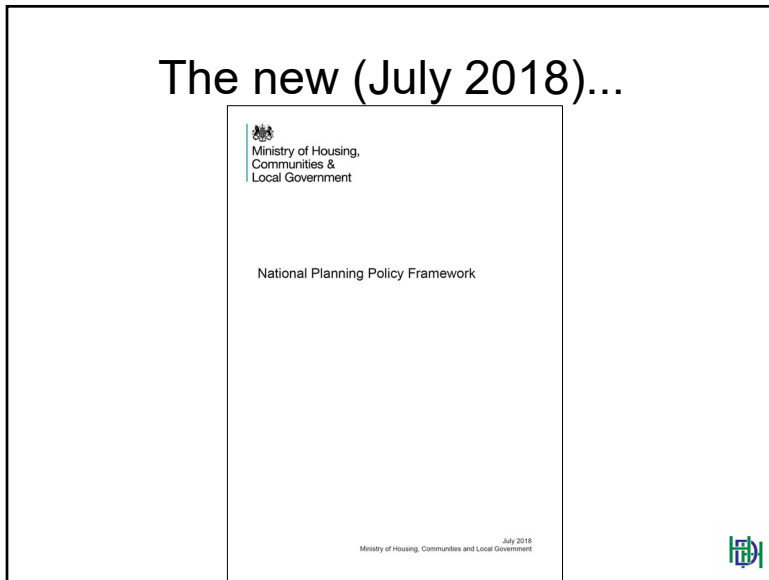 The new (July 2018)...
Ministry of Housing,
Communities &
Local Government
National Planning Policy Framework
July 2018
Ministry of Housing, Communities and Local Government
HDH